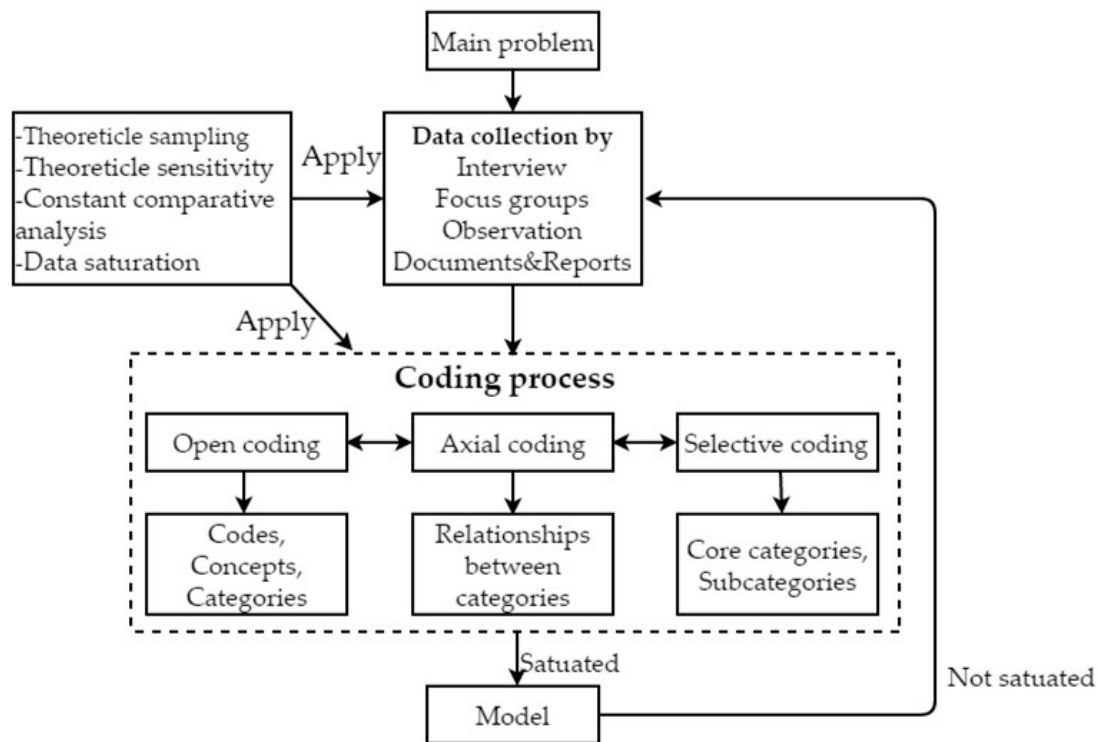 Main problem
-Theoreticle sampling
-Theoreticle sensitivity
-Constant comparative
analysis
-Data saturation
Apply
Data collection by
Interview
Focus groups
Observation
Documents&Reports
Apply
Coding process
Open coding
Axial coding
Selective coding
Codes,
Concepts,
Categories
Relationships
between
categories
Core categories,
Subcategories
Satuated
Not satuated
Model